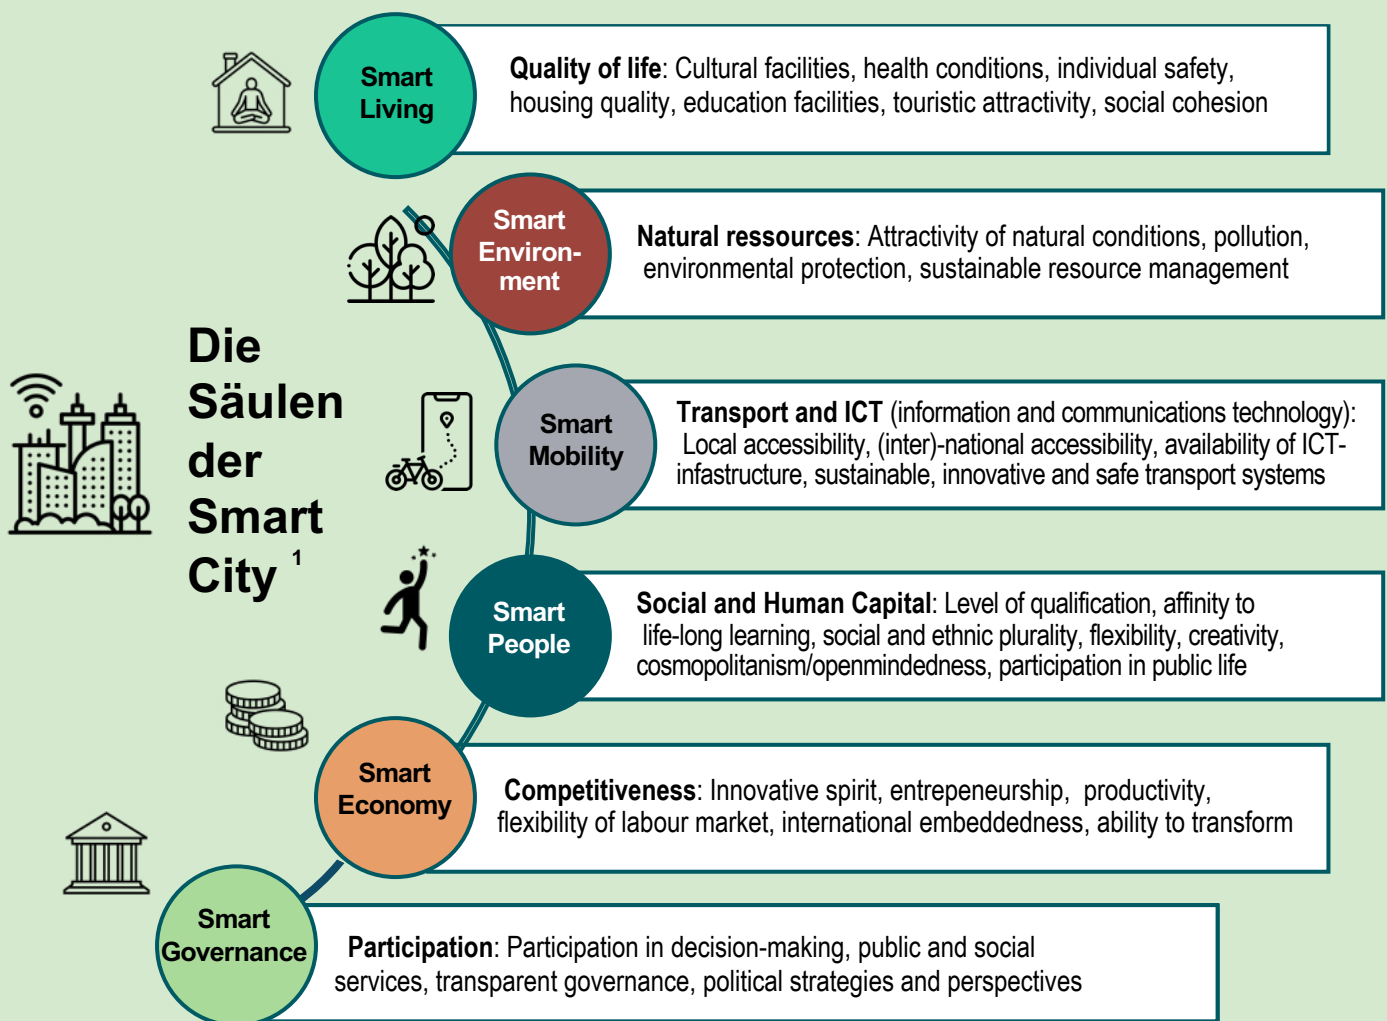 Smart
Living
Quality of life: Cultural facilities, health conditions, individual safety,
housing quality, education facilities, touristic attractivity, social cohesion
Smart
Environ-
ment
Natural ressources: Attractivity of natural conditions, pollution,
environmental protection, sustainable resource management
Die
Säulen
der
Smart
City ¹
Smart
Mobility
Transport and ICT (information and communications technology):
Local accessibility, (inter)-national accessibility, availability of ICT-
infastructure, sustainable, innovative and safe transport systems
Smart
People
Social and Human Capital: Level of qualification, affinity to
life-long learning, social and ethnic plurality, flexibility, creativity,
cosmopolitanism/openmindedness, participation in public life
Smart
Economy
Competitiveness: Innovative spirit, entrepeneurship, productivity,
flexibility of labour market, international embeddedness, ability to transform
Smart
Governance
Participation: Participation in decision-making, public and social
services, transparent governance, political strategies and perspectives